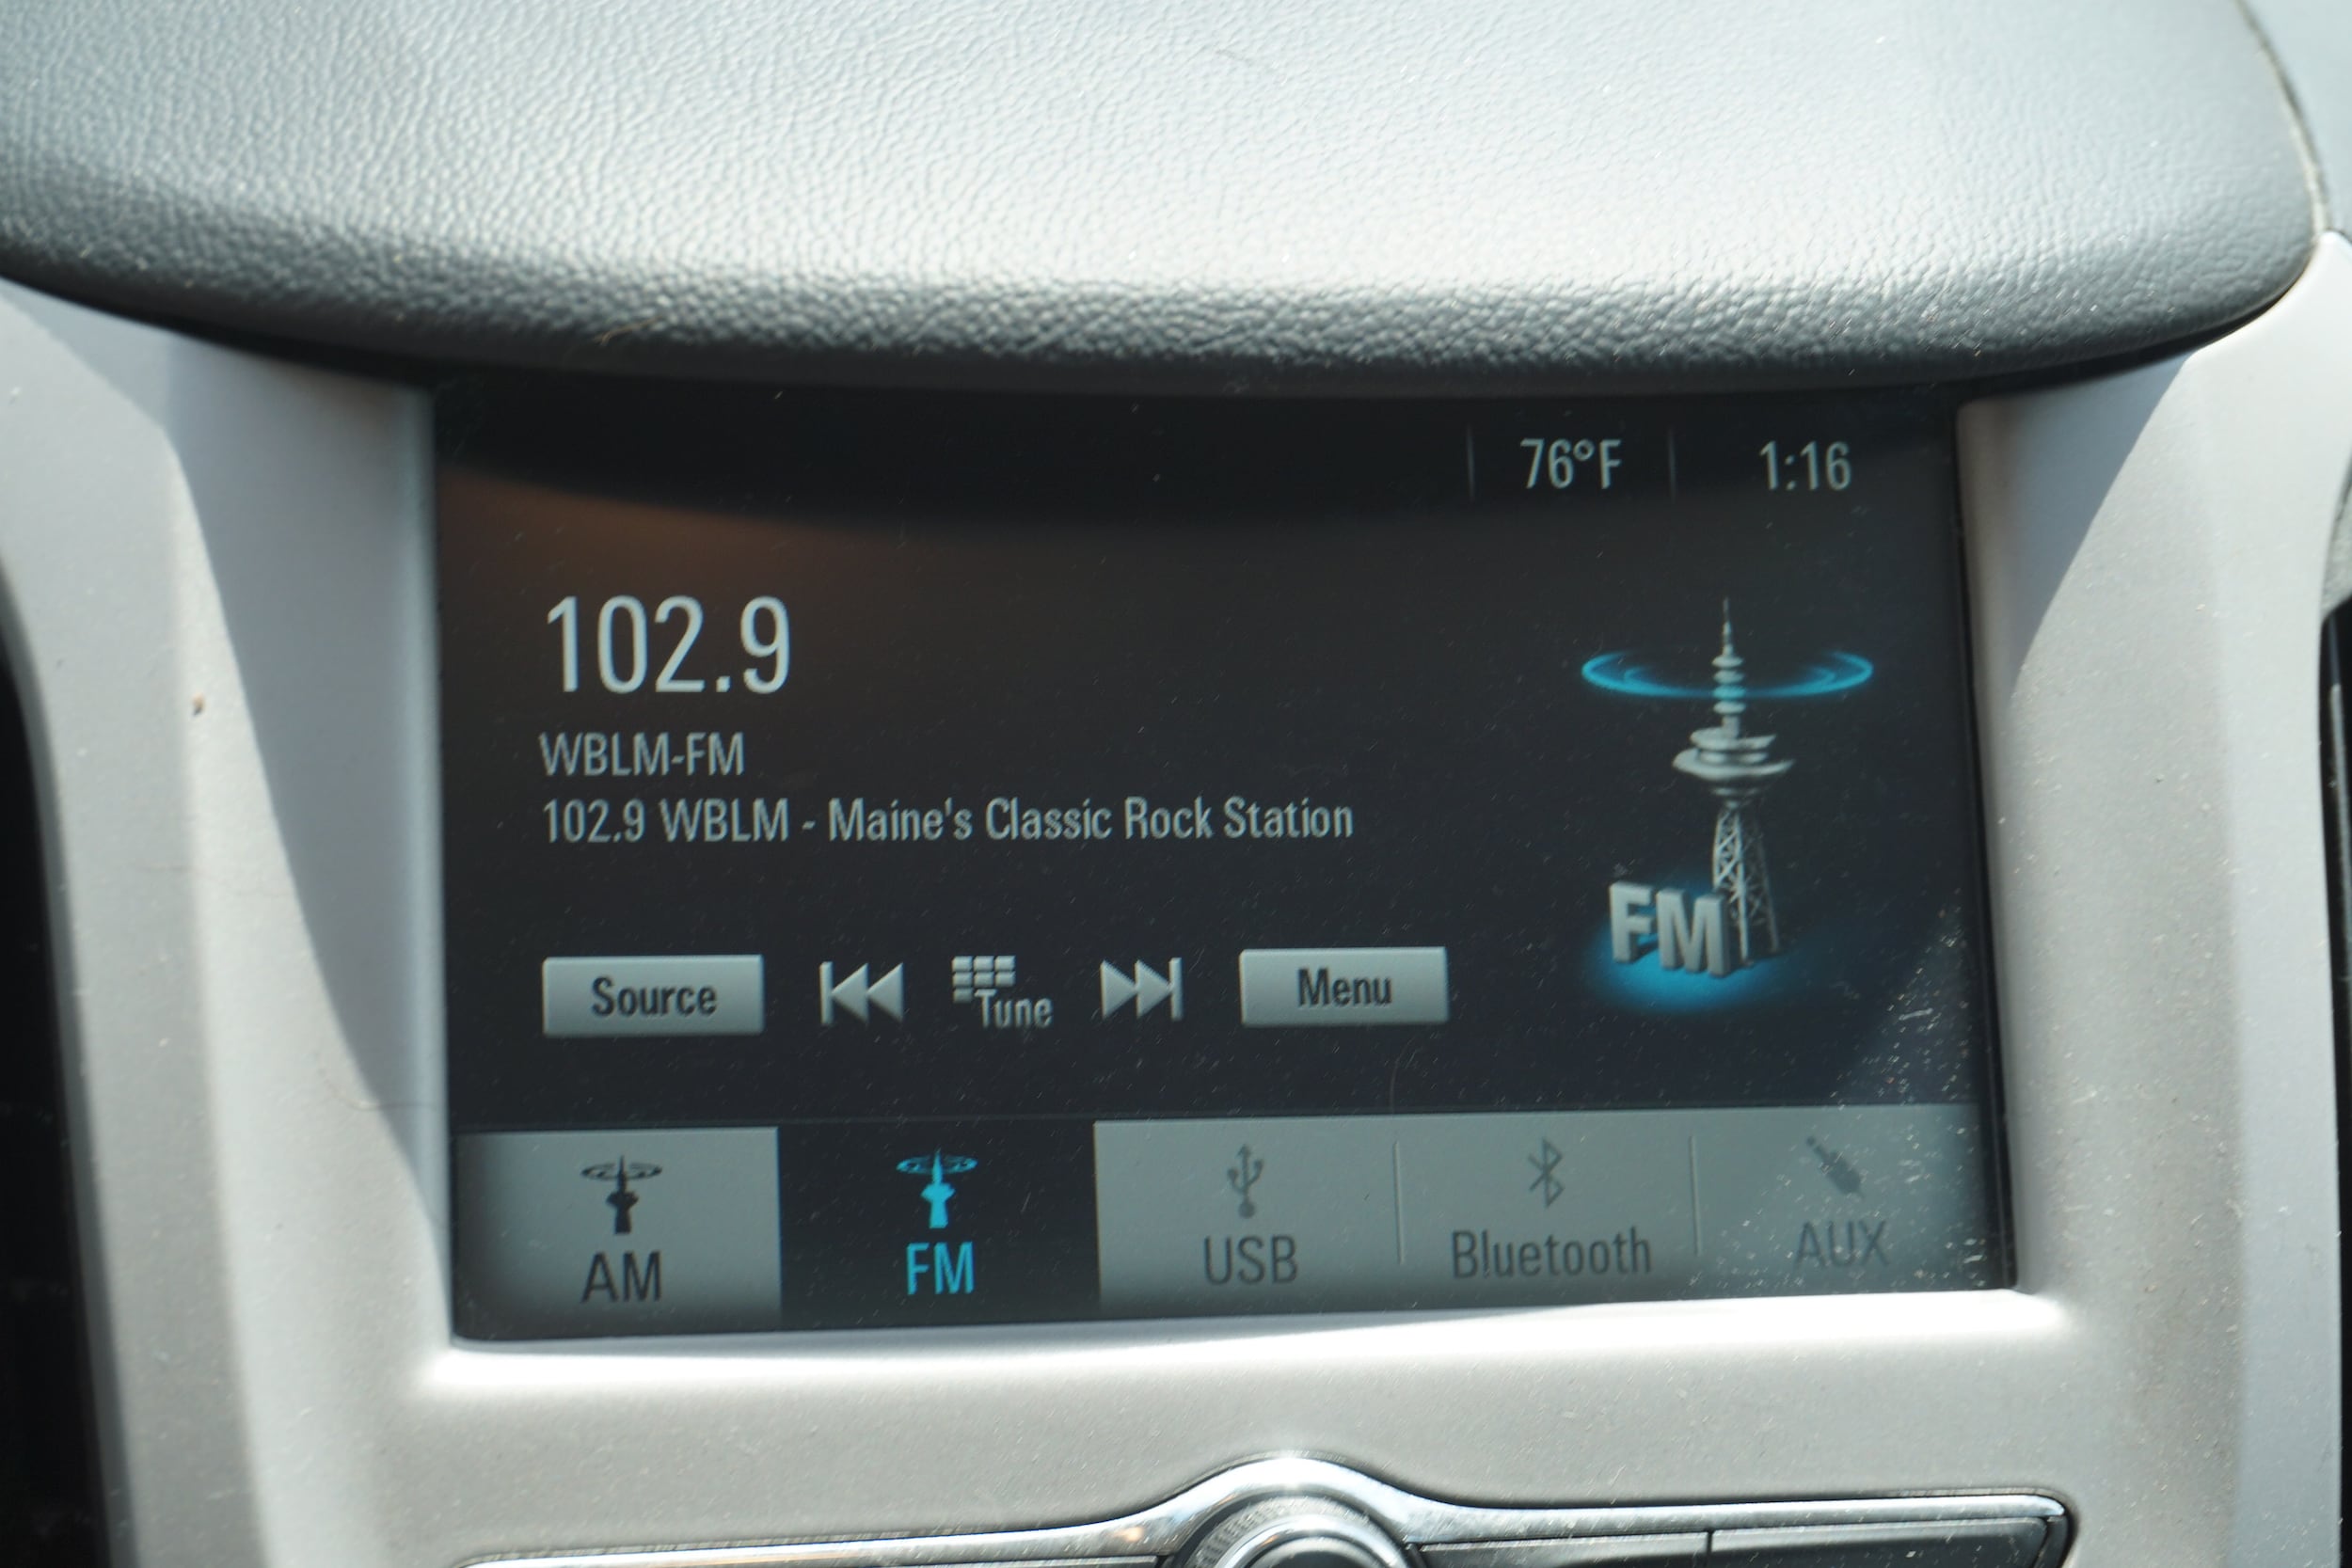 76°F 1:16
102.9
WBLM-FM
102.9 WBLM - Maine's Classic Rock Station
FM
Source Tune Menu
AM FM USB Bluetooth AUX